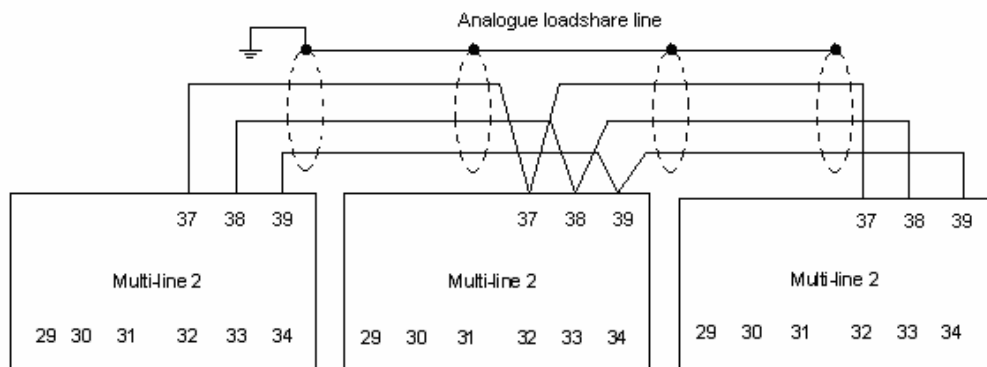 Analogue loadshare line
37 38 39 37 38 39 37 38 39
Multi-line 2 Multi-line 2 Multi-line 2
29 30 31 32 33 34 29 30 31 32 33 34 29 30 31 32 33 34